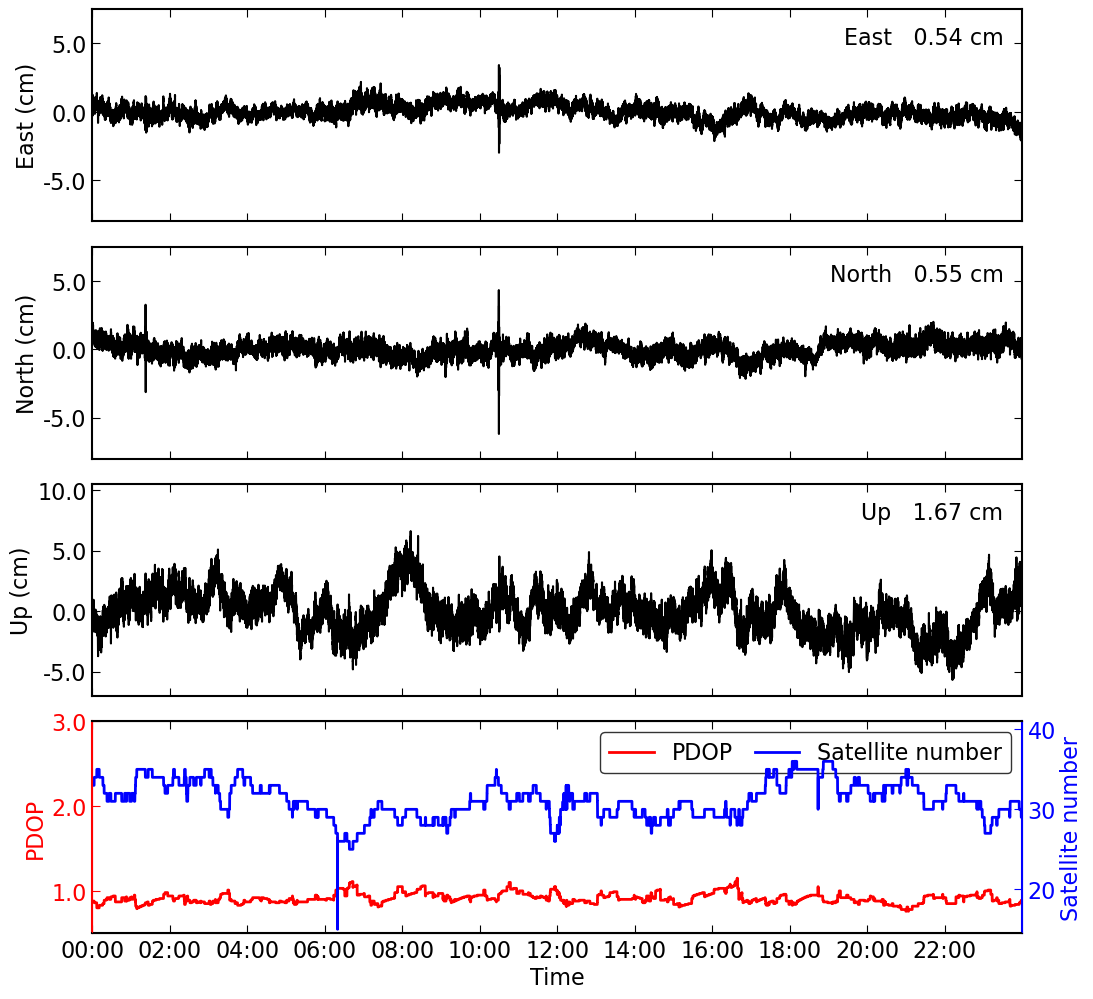 5.0
0.0
-5.0
East (cm)
East 0.54 cm
5.0
0.0
-5.0
North (cm)
North 0.55 cm
10.0
5.0
0.0
-5.0
Up (cm)
Up 1.67 cm
3.0
2.0
1.0
PDOP
PDOP Satellite number
40
30
20
Satellite number
00:00 02:00 04:00 06:00 08:00 10:00 12:00 14:00 16:00 18:00 20:00 22:00
Time